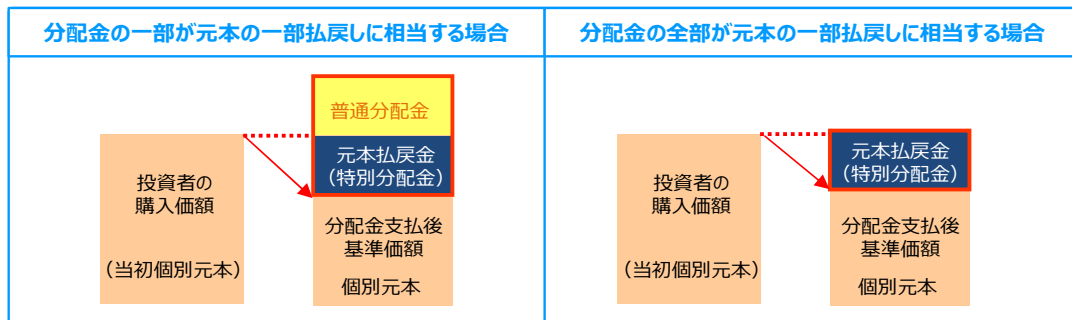 分配金の一部が元本の一部払戻しに相当する場合
分配金の全部が元本の一部払戻しに相当する場合
普通分配金
元本払戻金
（特別分配金）
投資者の
購入価額
（当初個別元本）
分配金支払後
基準価額
個別元本
元本払戻金
（特別分配金）
投資者の
購入価額
（当初個別元本）
分配金支払後
基準価額
個別元本